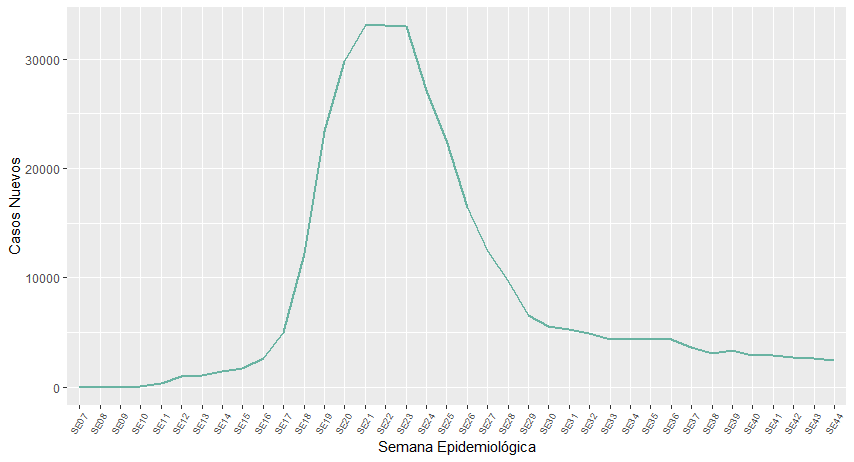 30000
20000
10000
0
Casos Nuevos
SE07 SE08 SE09 SE10 SE11 SE12 SE13 SE14 SE15 SE16 SE17 SE18 SE19 SE20 SE21 SE22 SE23 SE24 SE25 SE26 SE27 SE28 SE29 SE30 SE31 SE32 SE33 SE34 SE35 SE36 SE37 SE38 SE39 SE40 SE41 SE42 SE43 SE44
Semana Epidemiológica